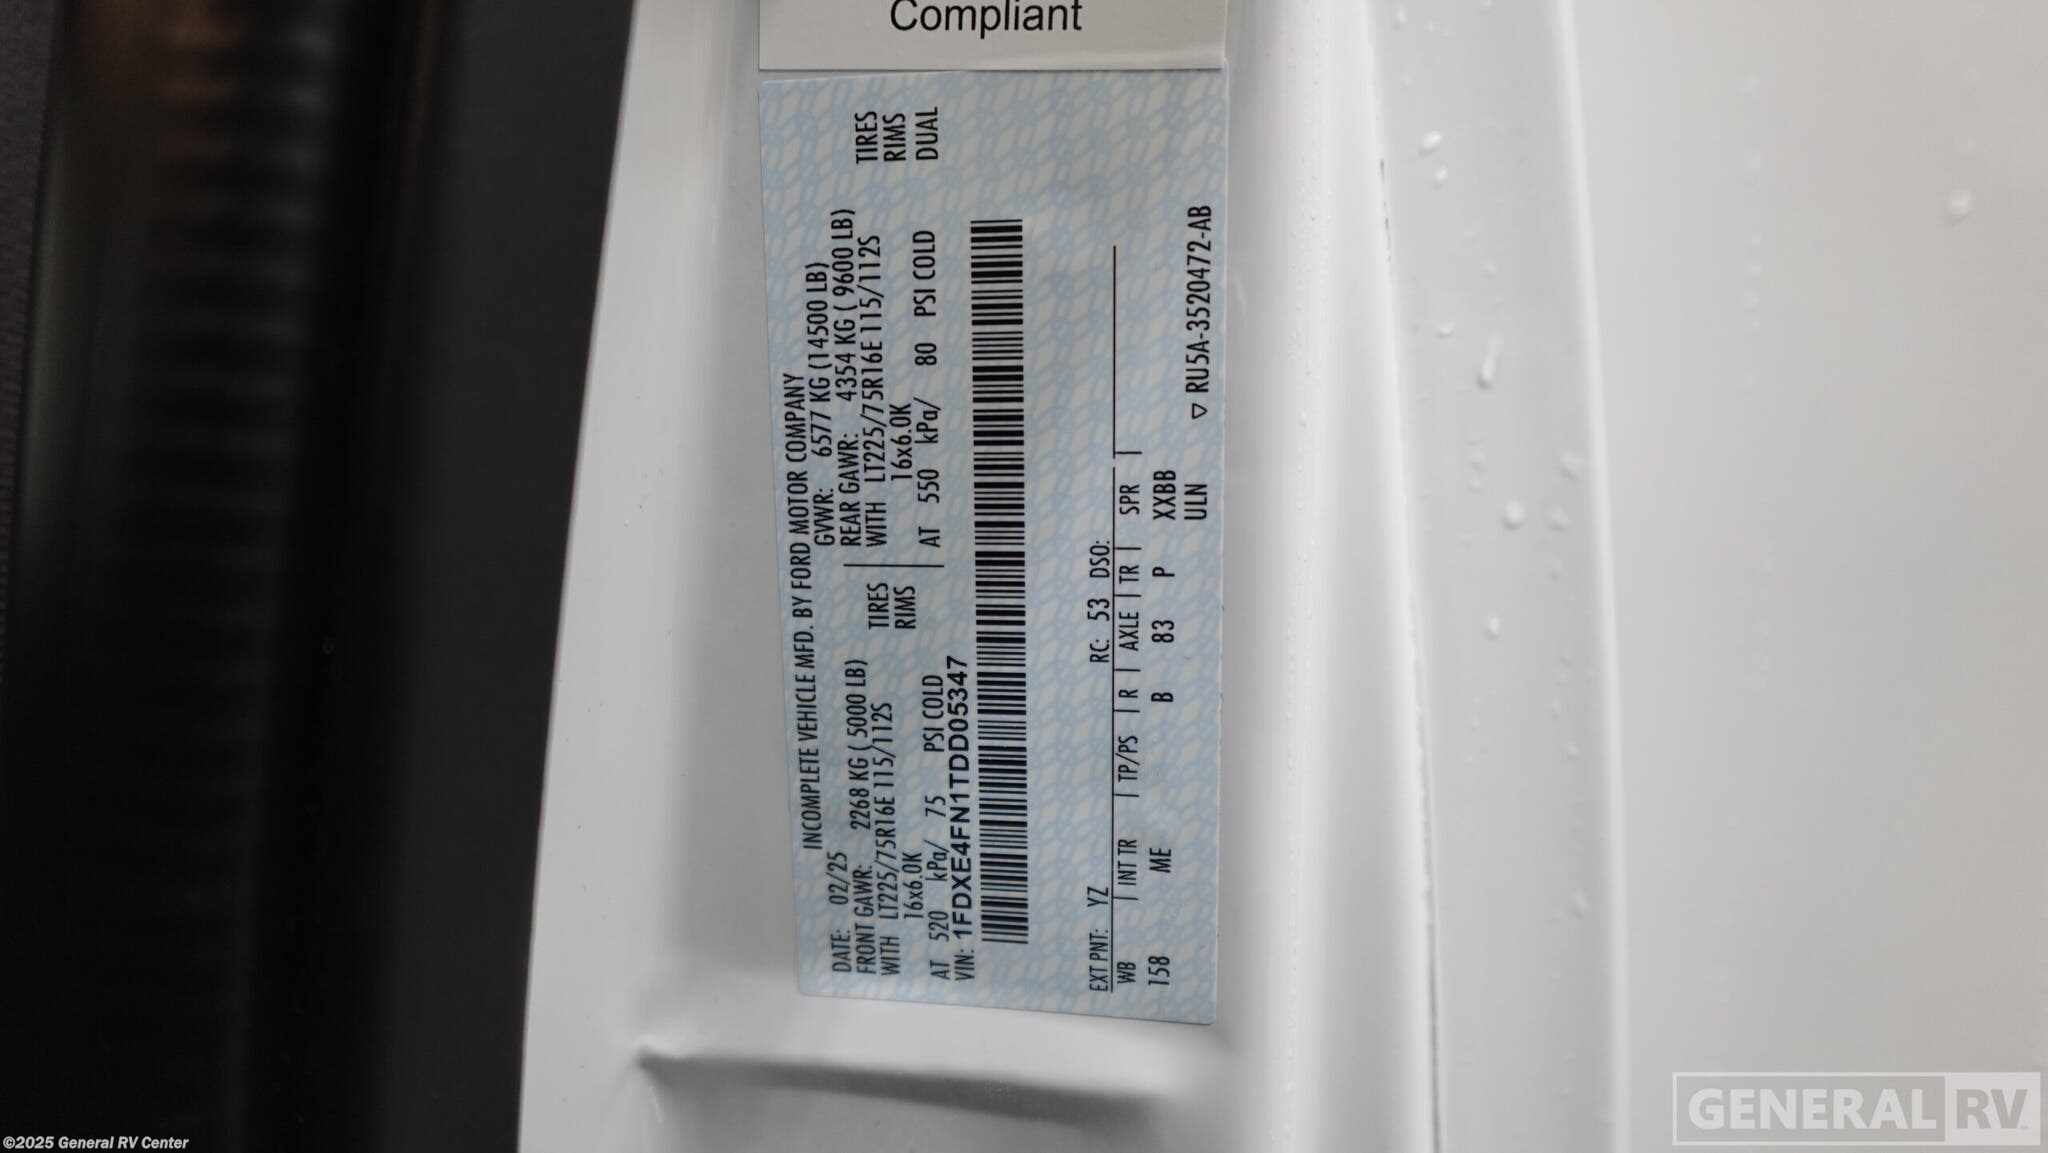 Compliant
INCOMPLETE VEHICLE MFD. BY FORD MOTOR COMPANY
DATE: 02/25 GVWR: 6577 KG (14500 LB)
FRONT GAWR: 2268 KG ( 5000 LB) REAR GAWR: 4354 KG ( 9600 LB)
WITH LT225/75R16E 115/112S TIRES WITH LT225/75R16E 115/112S TIRES
16x6.0K RIMS 16x6.0K RIMS
AT 520 kPa/ 75 PSI COLD AT 550 kPa/ 80 PSI COLD DUAL
VIN: 1FDXE4FN1TDD05347
EXT PNT: YZ RC: 53 DSO:
WB | INT TR | TP/PS | R | AXLE | TR | SPR |
158 ME B 83 P XXBB
ULN ▽ RU5A-3520472-AB
GENERAL RV
©2025 General RV Center